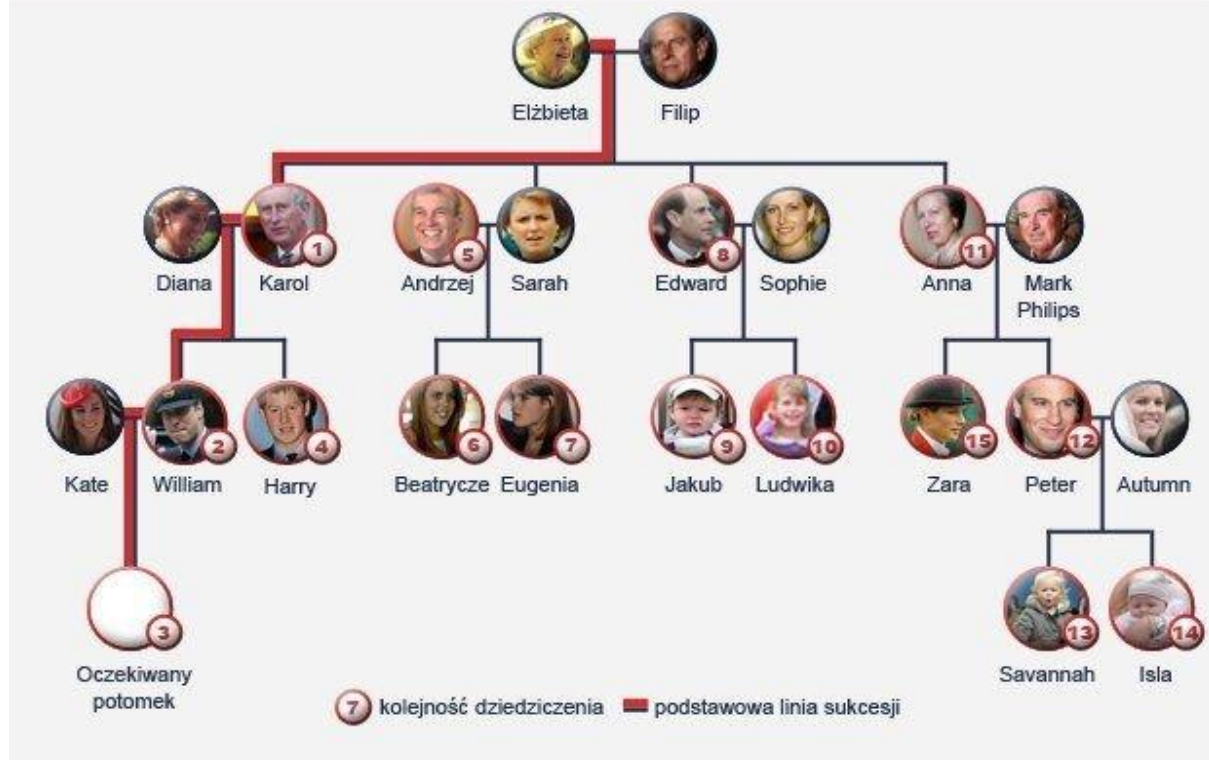 Elżbieta Filip
1 5 8 11
Diana Karol Andrzej Sarah Edward Sophie Anna Mark
Philips
2 4 6 7 9 10 15 12
Kate William Harry Beatrycze Eugenia Jakub Ludwika Zara Peter Autumn
3 13 14
Oczekiwany
potomek
Savannah Isla
7 kolejność dziedziczenia podstawowa linia sukcesji